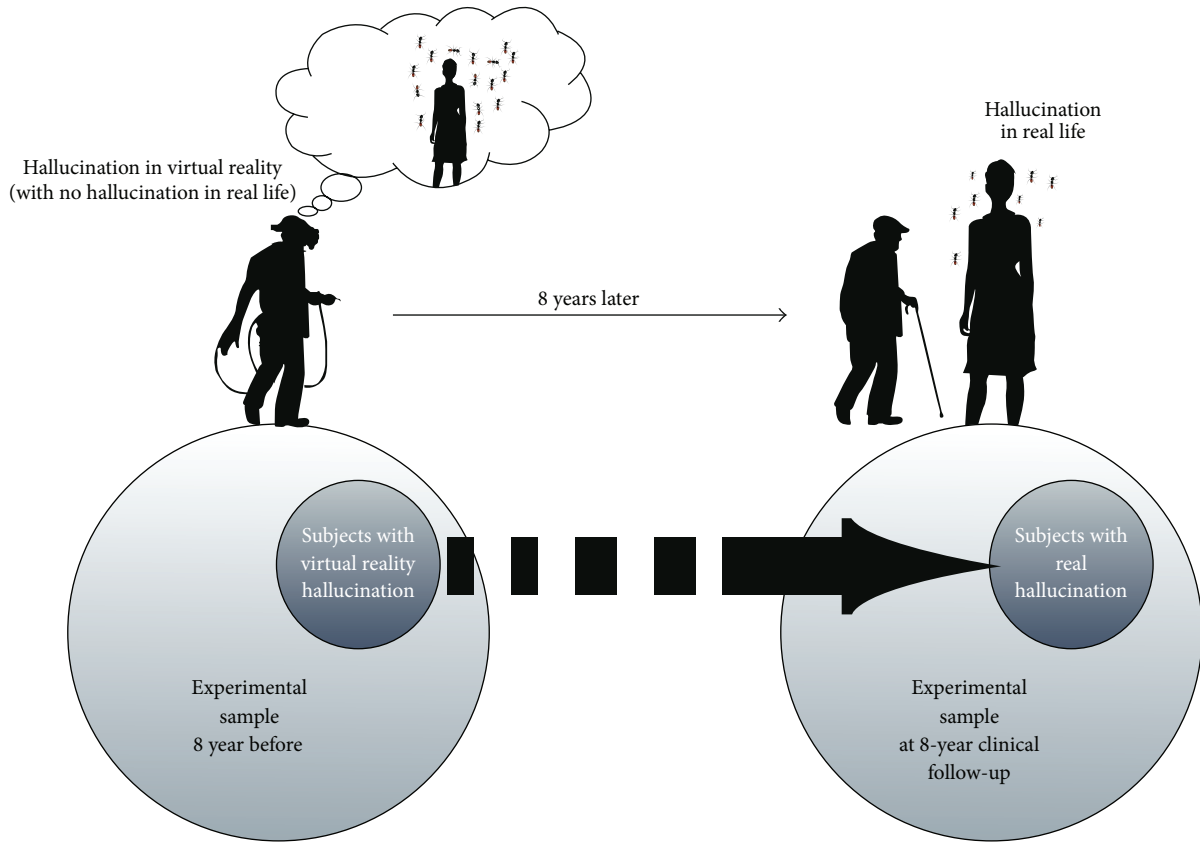 Hallucination in virtual reality
(with no hallucination in real life)
Hallucination
in real life
8 years later
Subjects with
virtual reality
hallucination
Experimental
sample
8 year before
Subjects with
real
hallucination
Experimental
sample
at 8-year clinical
follow-up